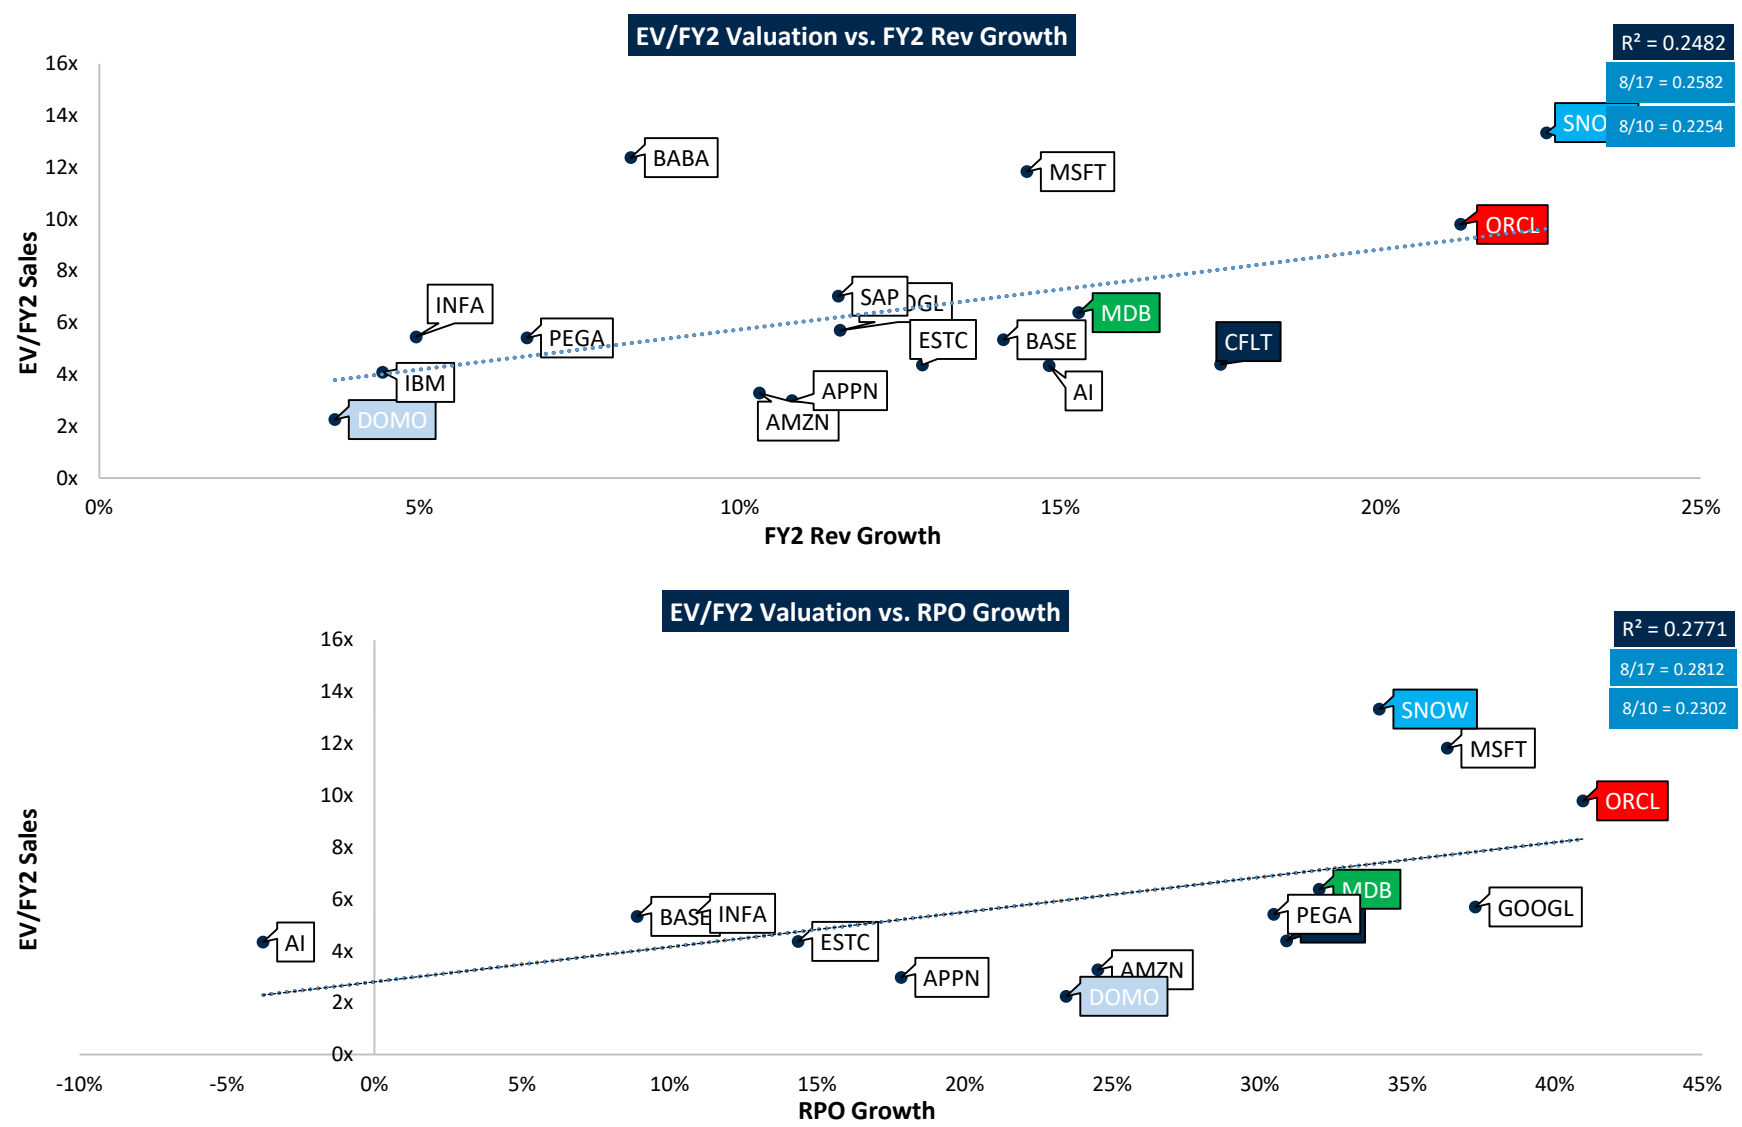 EV/FY2 Valuation vs. FY2 Rev Growth
R² = 0.2482
8/17 = 0.2582
8/10 = 0.2254
EV/FY2 Sales
16x
14x
12x
10x
8x
6x
4x
2x
0x
SNO
BABA
MSFT
ORCL
INFA
SAP
OGL
MDB
PEGA
ESTC
BASE
CFLT
IBM
APPN
AI
DOMO
AMZN
0%
5%
10%
15%
20%
25%
FY2 Rev Growth
EV/FY2 Valuation vs. RPO Growth
R² = 0.2771
8/17 = 0.2812
8/10 = 0.2302
EV/FY2 Sales
16x
14x
12x
10x
8x
6x
4x
2x
0x
SNOW
MSFT
ORCL
MDB
GOOGL
PEGA
BASE
INFA
AI
ESTC
APPN
AMZN
DOMO
-10%
-5%
0%
5%
10%
15%
20%
25%
30%
35%
40%
45%
RPO Growth